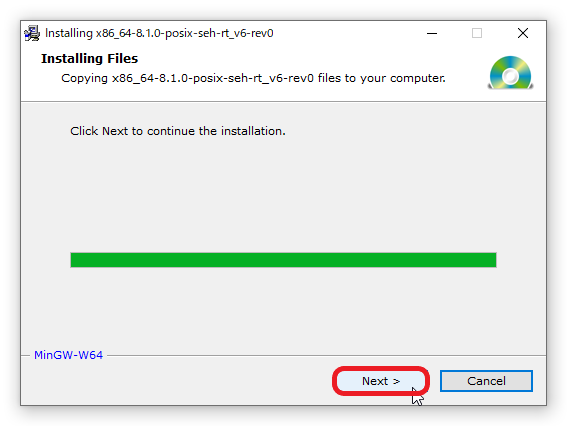 Installing x86_64-8.1.0-posix-seh-rt_v6-rev0
Installing Files
Copying x86_64-8.1.0-posix-seh-rt_v6-rev0 files to your computer.
Click Next to continue the installation.
MinGW-W64
Next >
Cancel